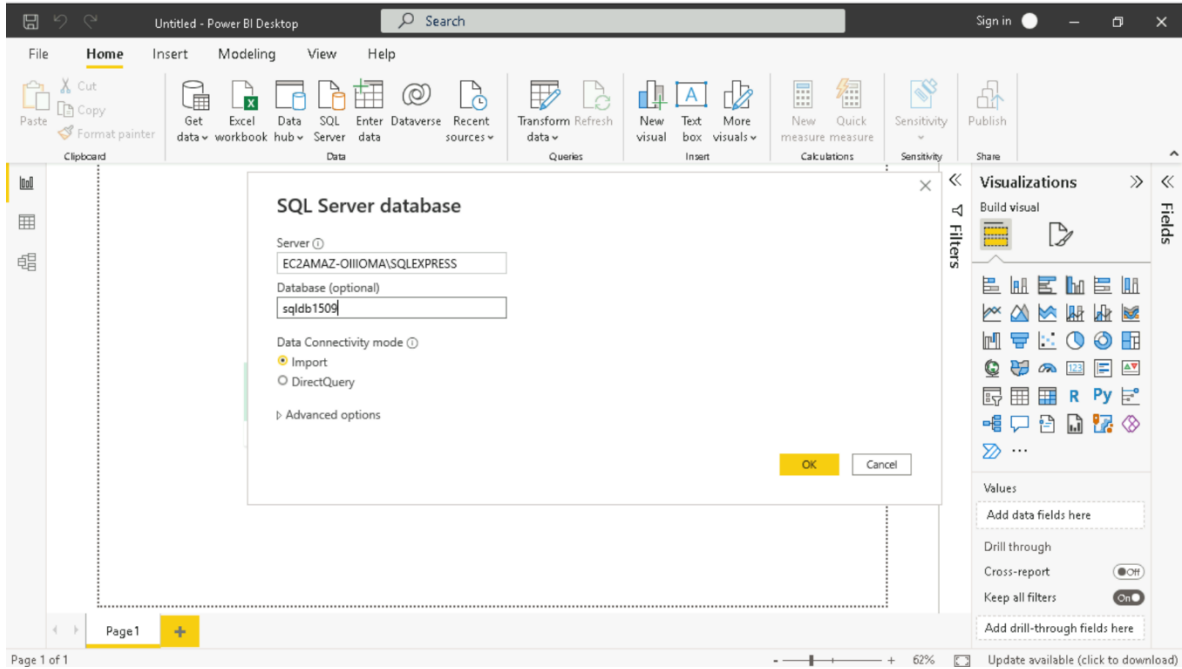 Untitled - Power BI Desktop
Search
Sign in
File Home Insert Modeling View Help
Paste
Cut
Copy
Format painter
Clipboard
Get data
Excel workbook
Data hub
SQL Server
Enter data
Dataverse
Recent sources
Data
Transform data
Refresh
Queries
New visual
Text box
More visuals
Insert
New measure
Quick measure
Calculations
Sensitivity
Sensitivity
Publish
Share
SQL Server database
Server
EC2AMAZ-OIIIOMA\SQLEXPRESS
Database (optional)
sqldb1509
Data Connectivity mode
Import
DirectQuery
Advanced options
OK
Cancel
Filters
Visualizations
Build visual
123
R
Py
Values
Add data fields here
Drill through
Cross-report
Off
Keep all filters
On
Add drill-through fields here
Fields
Page 1
Page 1 of 1
- + 62%
Update available (click to download)